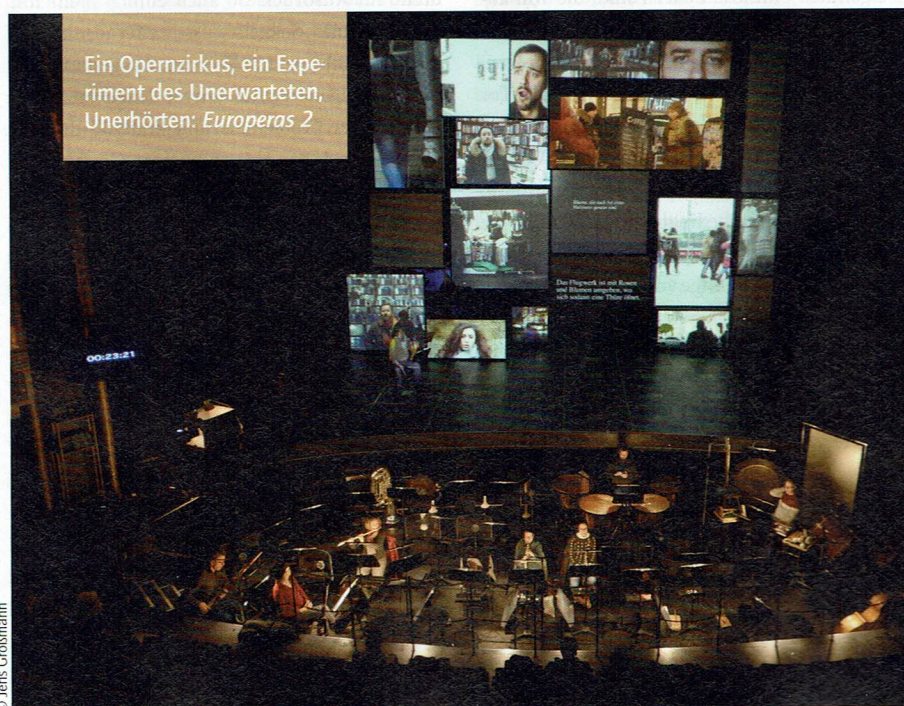 Ein Opernzirkus, ein Expe-
riment des Unerwarteten,
Unerhörten: Europeras 2
Das Flugwerk ist mit Rosen
und Blumen umgeben, wo
sich sodann eine Thüre öfnet.
00:23:21
© Jens Großmann